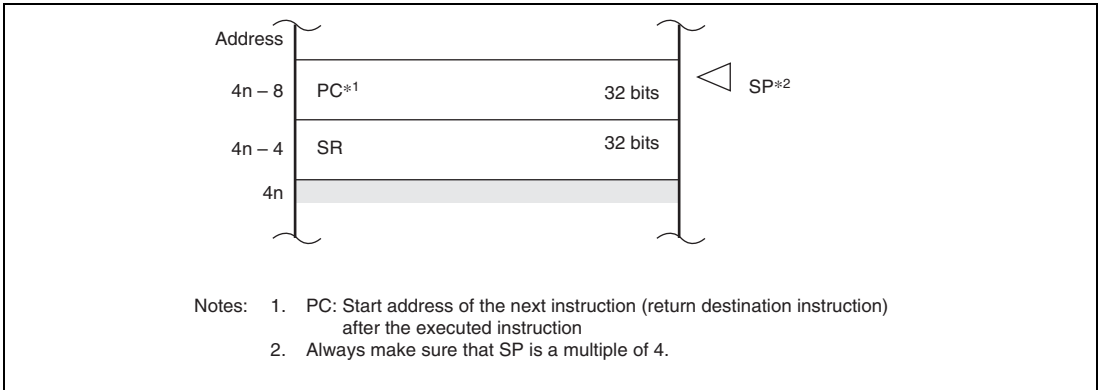 Address
4n – 8 PC*1 32 bits SP*2
4n – 4 SR 32 bits
4n
Notes: 1. PC: Start address of the next instruction (return destination instruction)
after the executed instruction
2. Always make sure that SP is a multiple of 4.